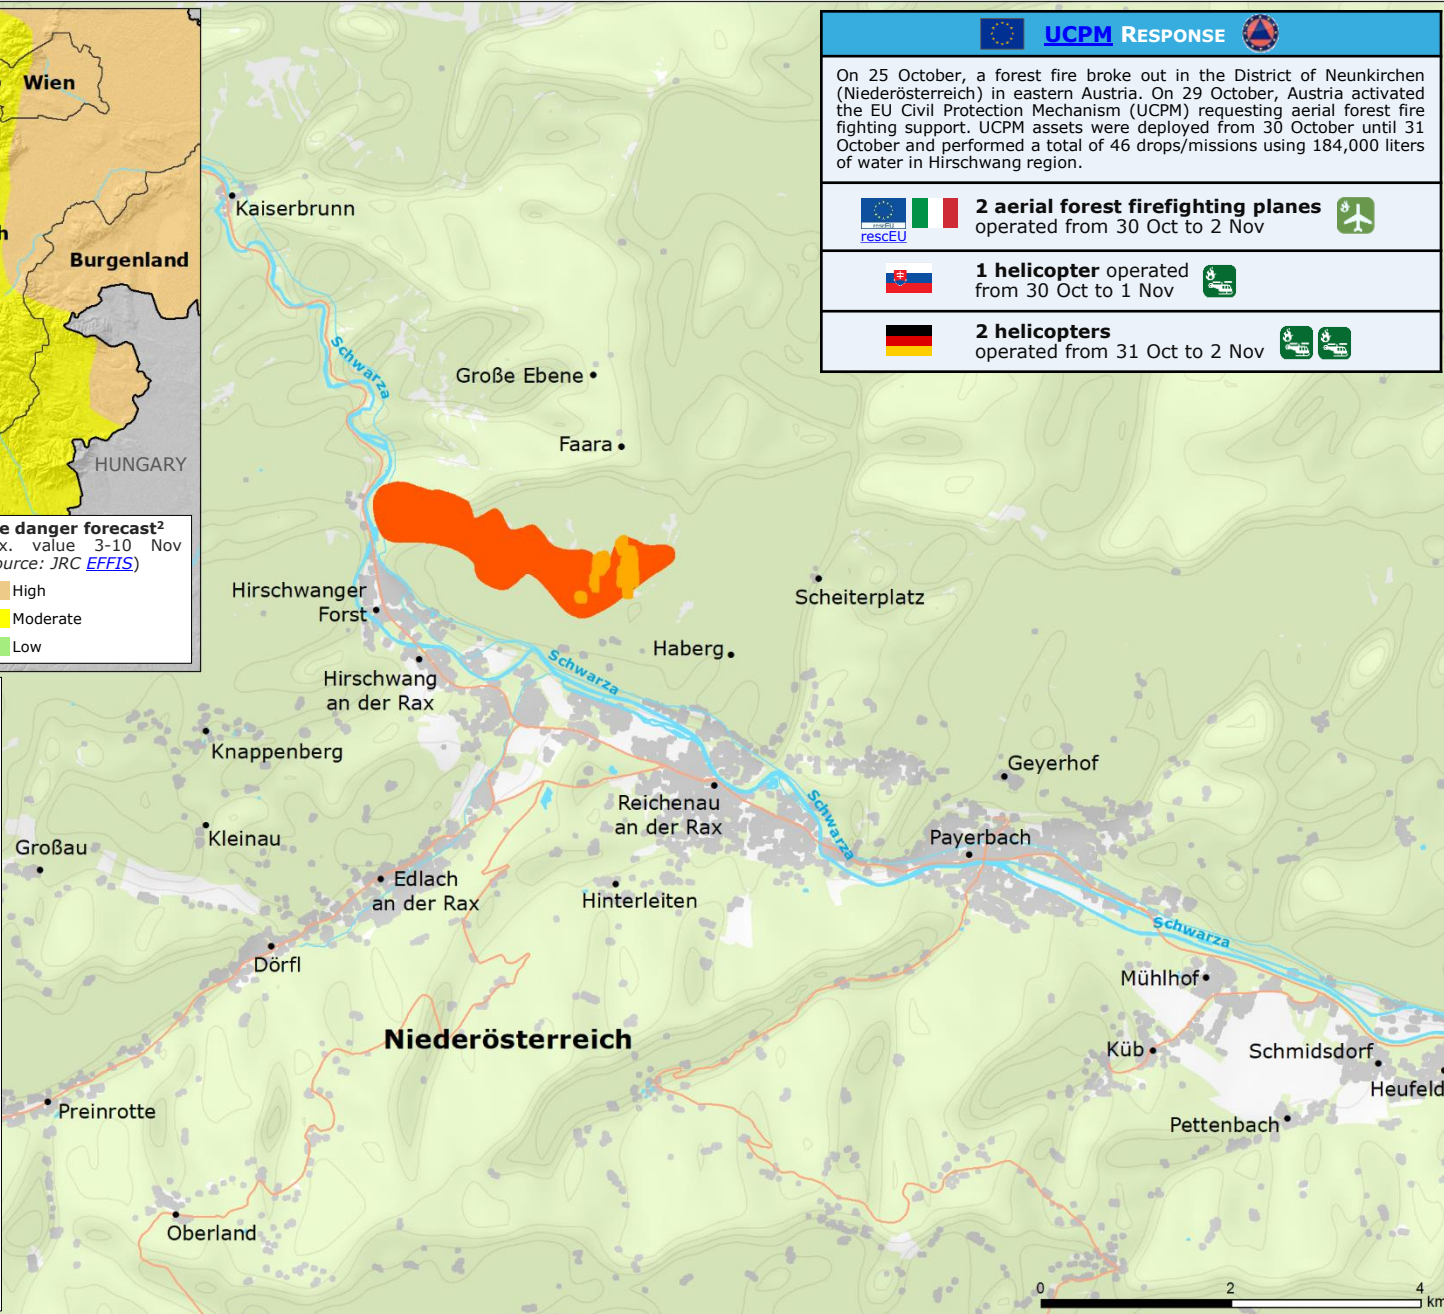 UCPM RESPONSE
On 25 October, a forest fire broke out in the District of Neunkirchen
(Niederösterreich) in eastern Austria. On 29 October, Austria activated
the EU Civil Protection Mechanism (UCPM) requesting aerial forest fire
fighting support. UCPM assets were deployed from 30 October until 31
October and performed a total of 46 drops/missions using 184,000 liters
of water in Hirschwang region.
rescEU
2 aerial forest firefighting planes
operated from 30 Oct to 2 Nov
1 helicopter operated
from 30 Oct to 1 Nov
2 helicopters
operated from 31 Oct to 2 Nov
Wien
h
Burgenland
HUNGARY
e danger forecast²
x. value 3-10 Nov
ource: JRC EFFIS)
High
Moderate
Low
Kaiserbrunn
Schwarza
Große Ebene
Faara
Hirschwanger
Forst
Scheiterplatz
Haberg
Schwarza
Hirschwang
an der Rax
Knappenberg
Geyerhof
Reichenau
an der Rax
Schwarza
Kleinau
Großau
Payerbach
Edlach
an der Rax
Hinterleiten
Schwarza
Dörfl
Mühlhof
Niederösterreich
Küb
Schmidsdorf
Heufeld
Preinrotte
Pettenbach
Oberland
0 2 4
km